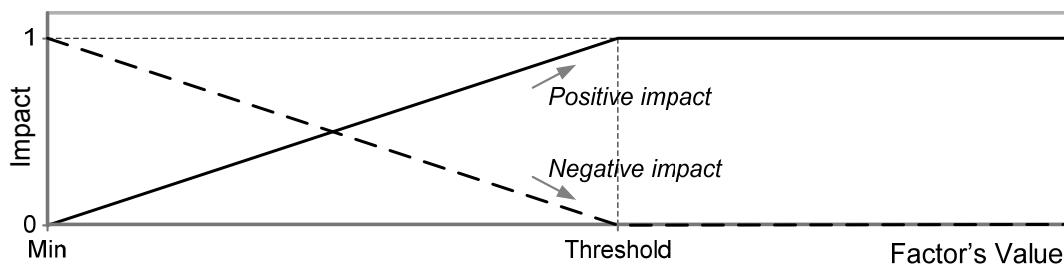 1
Impact
Positive impact
Negative impact
0
Min
Threshold
Factor's Value